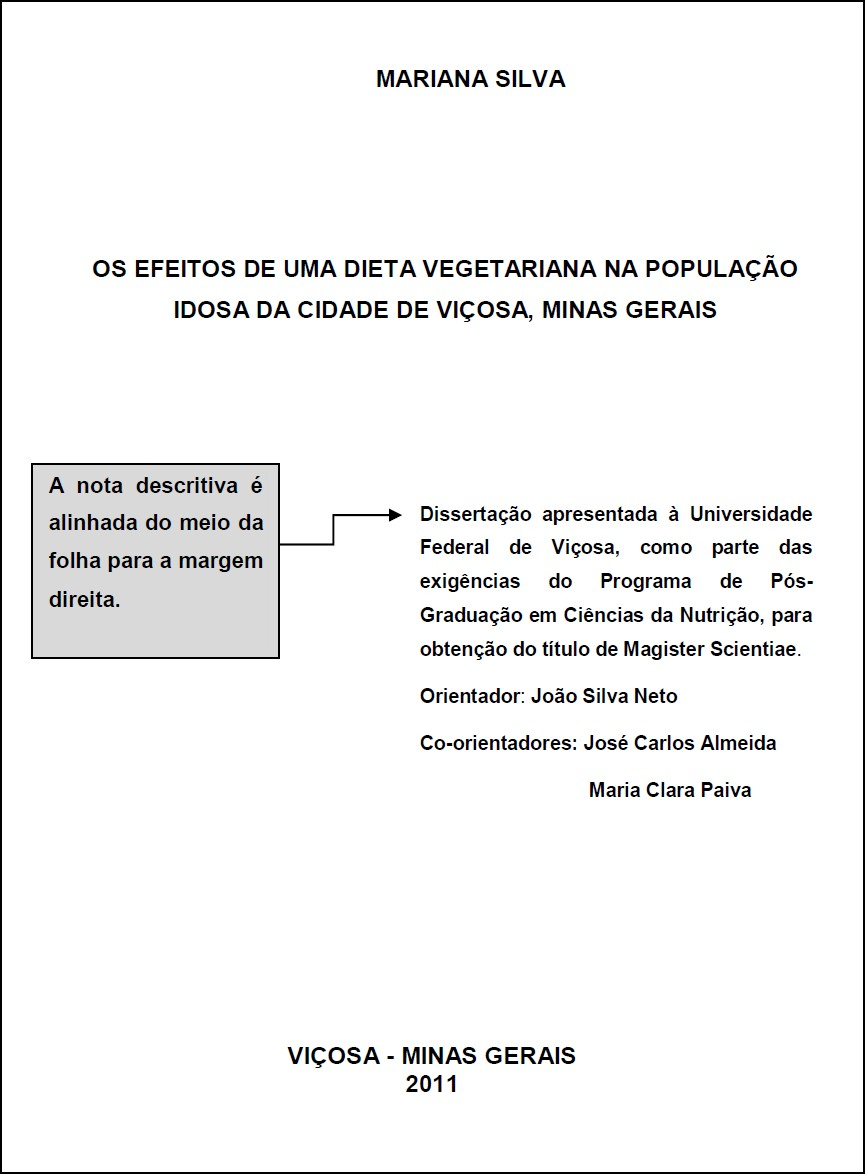 MARIANA SILVA
OS EFEITOS DE UMA DIETA VEGETARIANA NA POPULAÇÃO
IDOSA DA CIDADE DE VIÇOSA, MINAS GERAIS
A nota descritiva é
alinhada do meio da
folha para a margem
direita.
Dissertação apresentada à Universidade
Federal de Viçosa, como parte das
exigências do Programa de Pós-
Graduação em Ciências da Nutrição, para
obtenção do título de Magister Scientiae.
Orientador: João Silva Neto
Co-orientadores: José Carlos Almeida
Maria Clara Paiva
VIÇOSA - MINAS GERAIS
2011